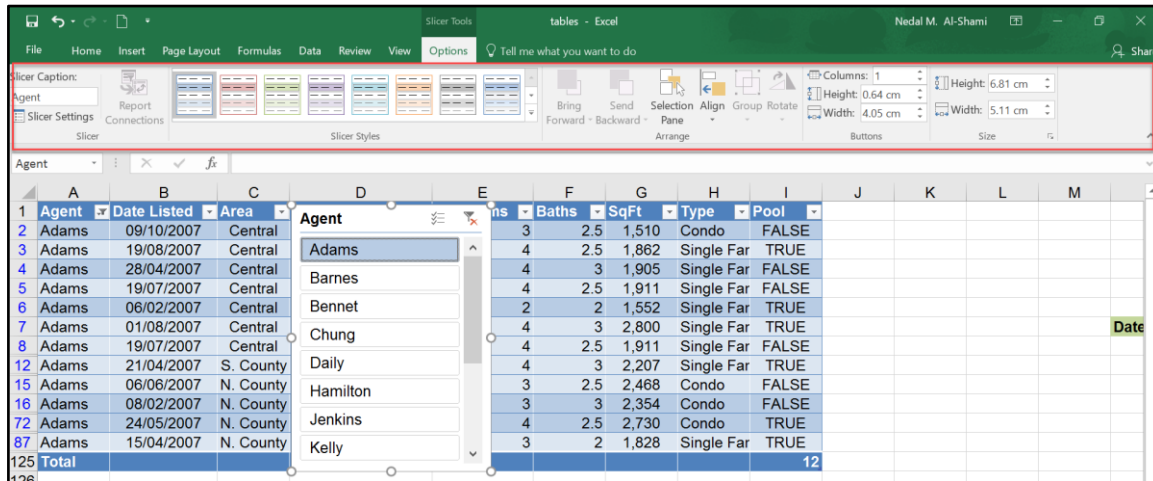 Slicer Tools tables - Excel Nedal M. Al-Shami
File Home Insert Page Layout Formulas Data Review View Options Tell me what you want to do Shar
Slicer Caption:
Agent
Slicer Settings
Report
Connections
Slicer
Slicer Styles
Bring
Forward
Send
Backward
Selection
Pane
Align
Group
Rotate
Arrange
Columns: 1
Height: 0.64 cm
Width: 4.05 cm
Buttons
Height: 6.81 cm
Width: 5.11 cm
Size
Agent fx
A B C D E F G H I J K L M
1 Agent Date Listed Area ms Baths SqFt Type Pool
2 Adams 09/10/2007 Central 3 2.5 1,510 Condo FALSE
3 Adams 19/08/2007 Central 4 2.5 1,862 Single Far TRUE
4 Adams 28/04/2007 Central 4 3 1,905 Single Far FALSE
5 Adams 19/07/2007 Central 4 2.5 1,911 Single Far FALSE
6 Adams 06/02/2007 Central 2 2 1,552 Single Far TRUE
7 Adams 01/08/2007 Central 4 3 2,800 Single Far TRUE Date
8 Adams 19/07/2007 Central 4 2.5 1,911 Single Far FALSE
12 Adams 21/04/2007 S. County 4 3 2,207 Single Far TRUE
15 Adams 06/06/2007 N. County 3 2.5 2,468 Condo FALSE
16 Adams 08/02/2007 N. County 3 3 2,354 Condo FALSE
72 Adams 24/05/2007 N. County 4 2.5 2,730 Condo TRUE
87 Adams 15/04/2007 N. County 3 2 1,828 Single Far TRUE
125 Total 12
126
Agent
Adams
Barnes
Bennet
Chung
Daily
Hamilton
Jenkins
Kelly